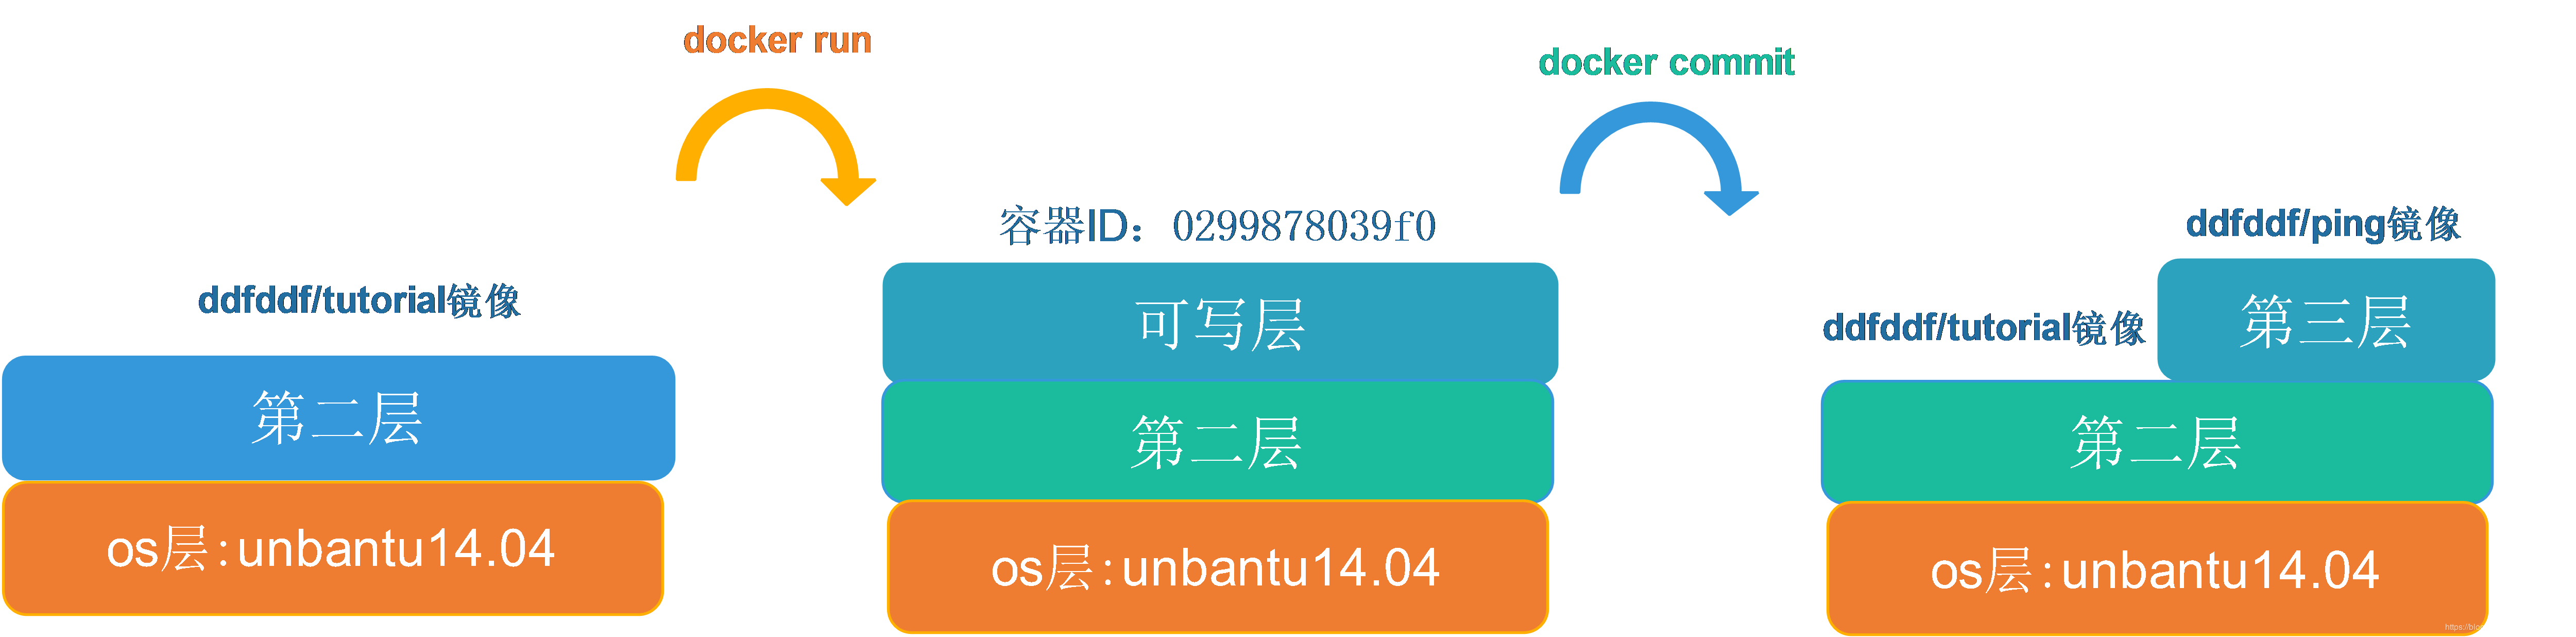 docker run
docker commit
ddfddf/tutorial镜像
第二层
os层:unbantu14.04
容器ID：0299878039f0
可写层
第二层
os层:unbantu14.04
ddfddf/ping镜像
ddfddf/tutorial镜像
第三层
第二层
os层:unbantu14.04